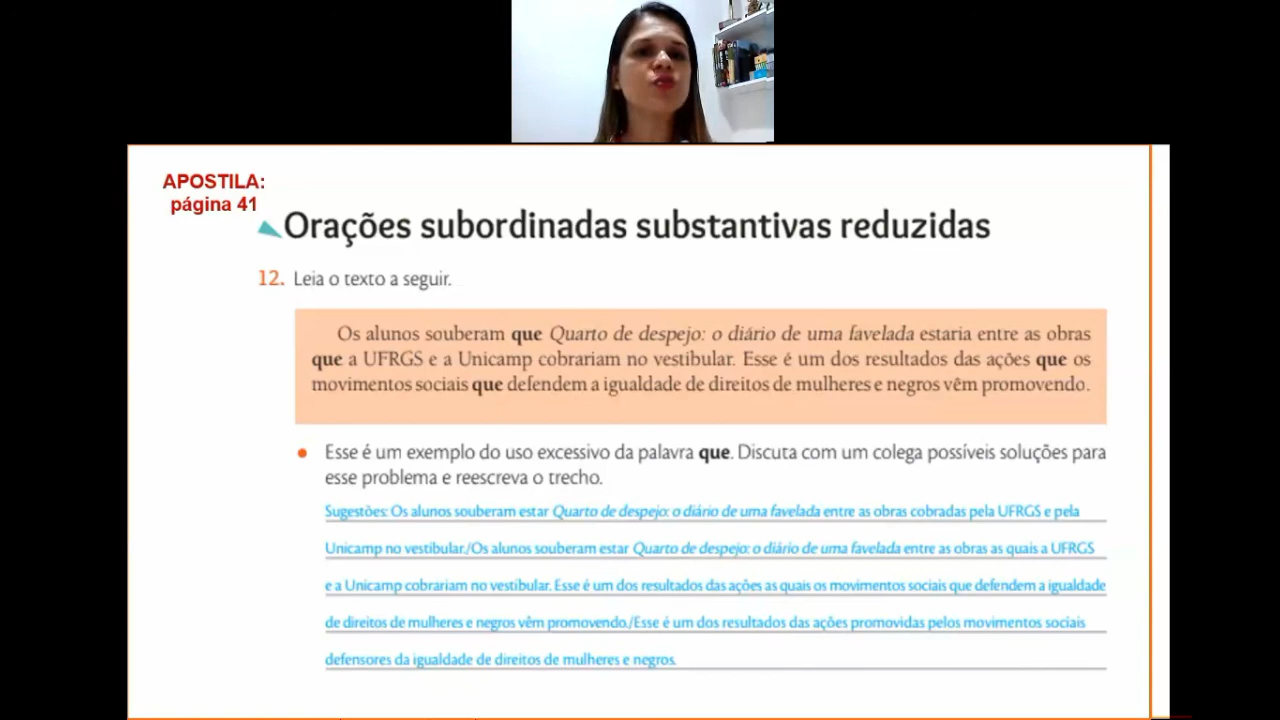 APOSTILA:
página 41
Orações subordinadas substantivas reduzidas
12. Leia o texto a seguir.
Os alunos souberam que Quarto de despejo: o diário de uma favelada estaria entre as obras
que a UFRGS e a Unicamp cobrariam no vestibular. Esse é um dos resultados das ações que os
movimentos sociais que defendem a igualdade de direitos de mulheres e negros vêm promovendo.
• Esse é um exemplo do uso excessivo da palavra que. Discuta com um colega possíveis soluções para
esse problema e reescreva o trecho.
Sugestões: Os alunos souberam estar Quarto de despejo: o diário de uma favelada entre as obras cobradas pela UFRGS e pela
Unicamp no vestibular./Os alunos souberam estar Quarto de despejo: o diário de uma favelada entre as obras as quais a UFRGS
e a Unicamp cobrariam no vestibular. Esse é um dos resultados das ações as quais os movimentos sociais que defendem a igualdade
de direitos de mulheres e negros vêm promovendo./Esse é um dos resultados das ações promovidas pelos movimentos sociais
defensores da igualdade de direitos de mulheres e negros.